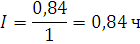 I = 0,84/1 = 0,84 ч